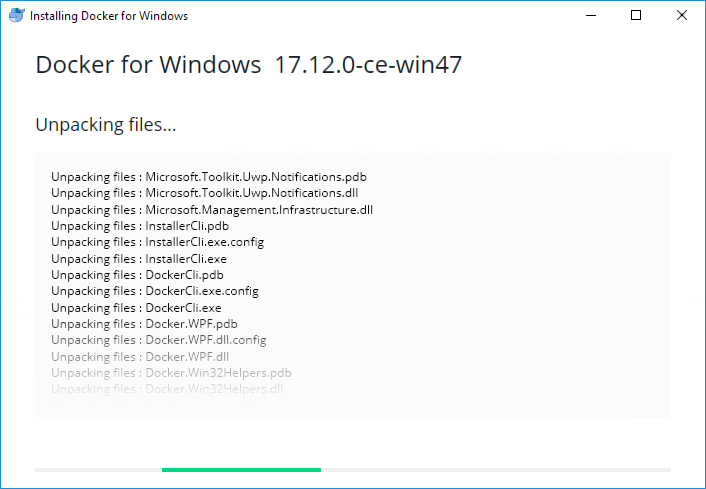 Installing Docker for Windows
Docker for Windows 17.12.0-ce-win47
Unpacking files...
Unpacking files : Microsoft.Toolkit.Uwp.Notifications.pdb
Unpacking files : Microsoft.Toolkit.Uwp.Notifications.dll
Unpacking files : Microsoft.Management.Infrastructure.dll
Unpacking files : InstallerCli.pdb
Unpacking files : InstallerCli.exe.config
Unpacking files : InstallerCli.exe
Unpacking files : DockerCli.pdb
Unpacking files : DockerCli.exe.config
Unpacking files : DockerCli.exe
Unpacking files : Docker.WPF.pdb
Unpacking files : Docker.WPF.dll.config
Unpacking files : Docker.WPF.dll
Unpacking files : Docker.Win32Helpers.pdb
Unpacking files : Docker.Win32Helpers.dll